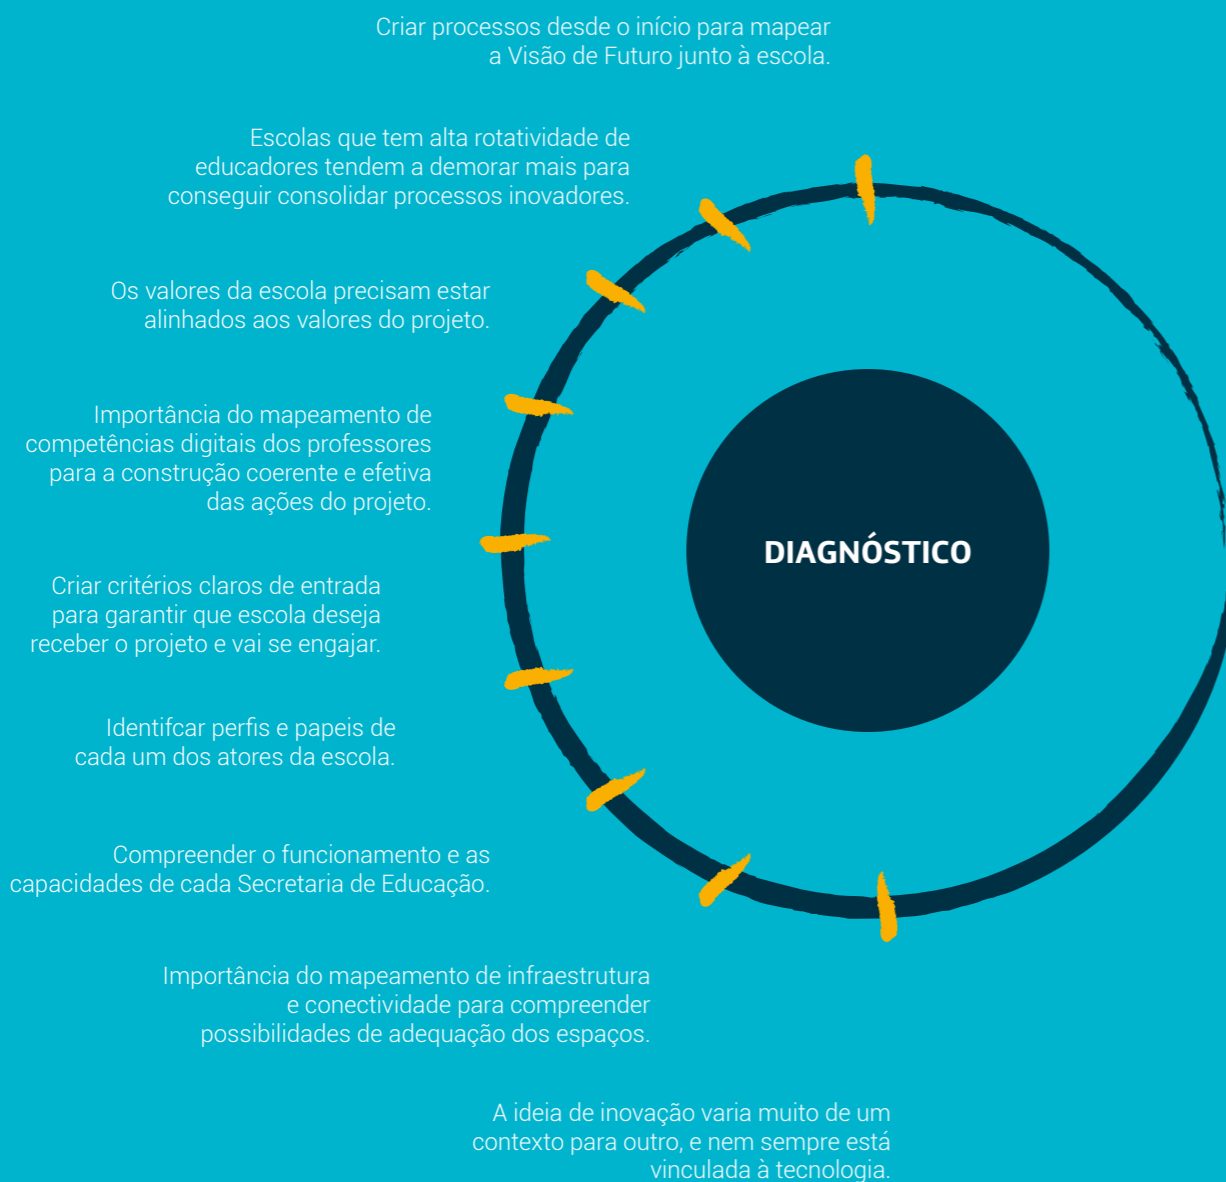 Criar processos desde o início para mapear
a Visão de Futuro junto à escola.
Escolas que tem alta rotatividade de
educadores tendem a demorar mais para
conseguir consolidar processos inovadores.
Os valores da escola precisam estar
alinhados aos valores do projeto.
Importância do mapeamento de
competências digitais dos professores
para a construção coerente e efetiva
das ações do projeto.
DIAGNÓSTICO
Criar critérios claros de entrada
para garantir que escola deseja
receber o projeto e vai se engajar.
Identifcar perfis e papeis de
cada um dos atores da escola.
Compreender o funcionamento e as
capacidades de cada Secretaria de Educação.
Importância do mapeamento de infraestrutura
e conectividade para compreender
possibilidades de adequação dos espaços.
A ideia de inovação varia muito de um
contexto para outro, e nem sempre está
vinculada à tecnologia.